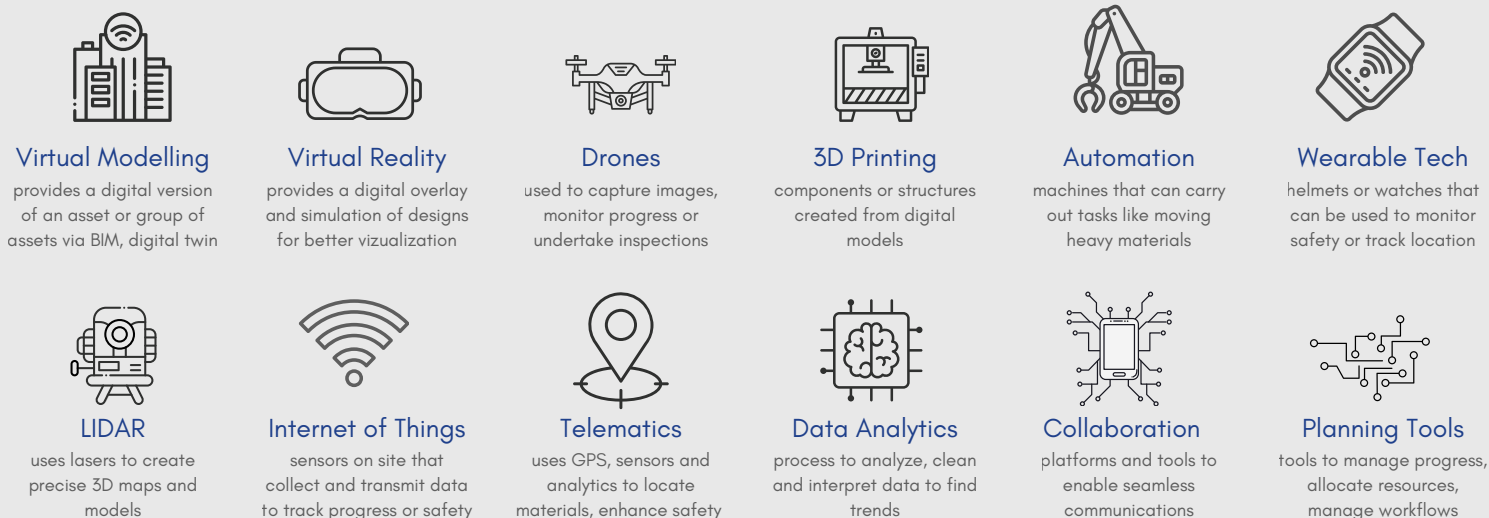 Virtual Modelling
provides a digital version
of an asset or group of
assets via BIM, digital twin
Virtual Reality
provides a digital overlay
and simulation of designs
for better vizualization
Drones
used to capture images,
monitor progress or
undertake inspections
3D Printing
components or structures
created from digital
models
Automation
machines that can carry
out tasks like moving
heavy materials
Wearable Tech
helmets or watches that
can be used to monitor
safety or track location
LIDAR
uses lasers to create
precise 3D maps and
models
Internet of Things
sensors on site that
collect and transmit data
to track progress or safety
Telematics
uses GPS, sensors and
analytics to locate
materials, enhance safety
Data Analytics
process to analyze, clean
and interpret data to find
trends
Collaboration
platforms and tools to
enable seamless
communications
Planning Tools
tools to manage progress,
allocate resources,
manage workflows